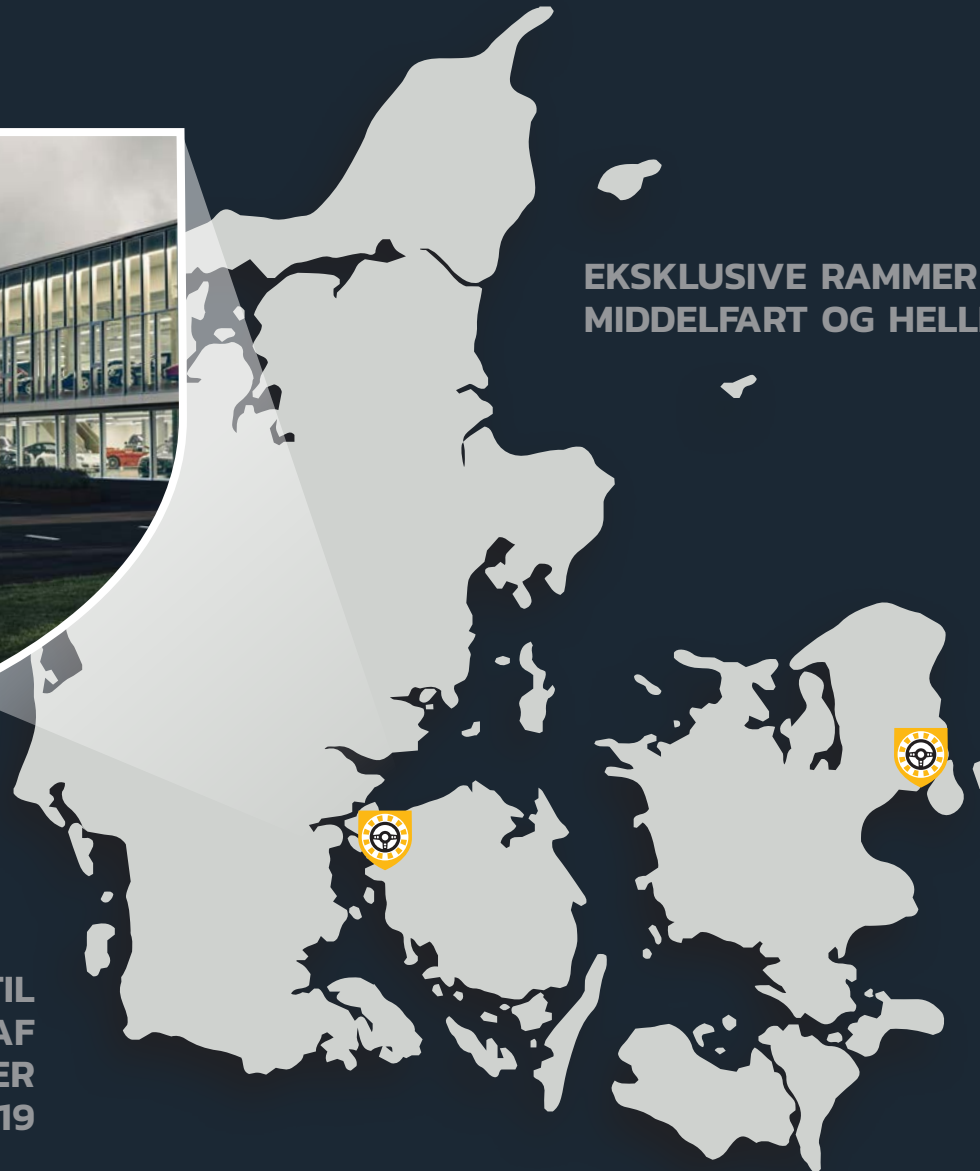 EKSKLUSIVE RAMMER
MIDDELFART OG HELL
TIL
AF
ER
19